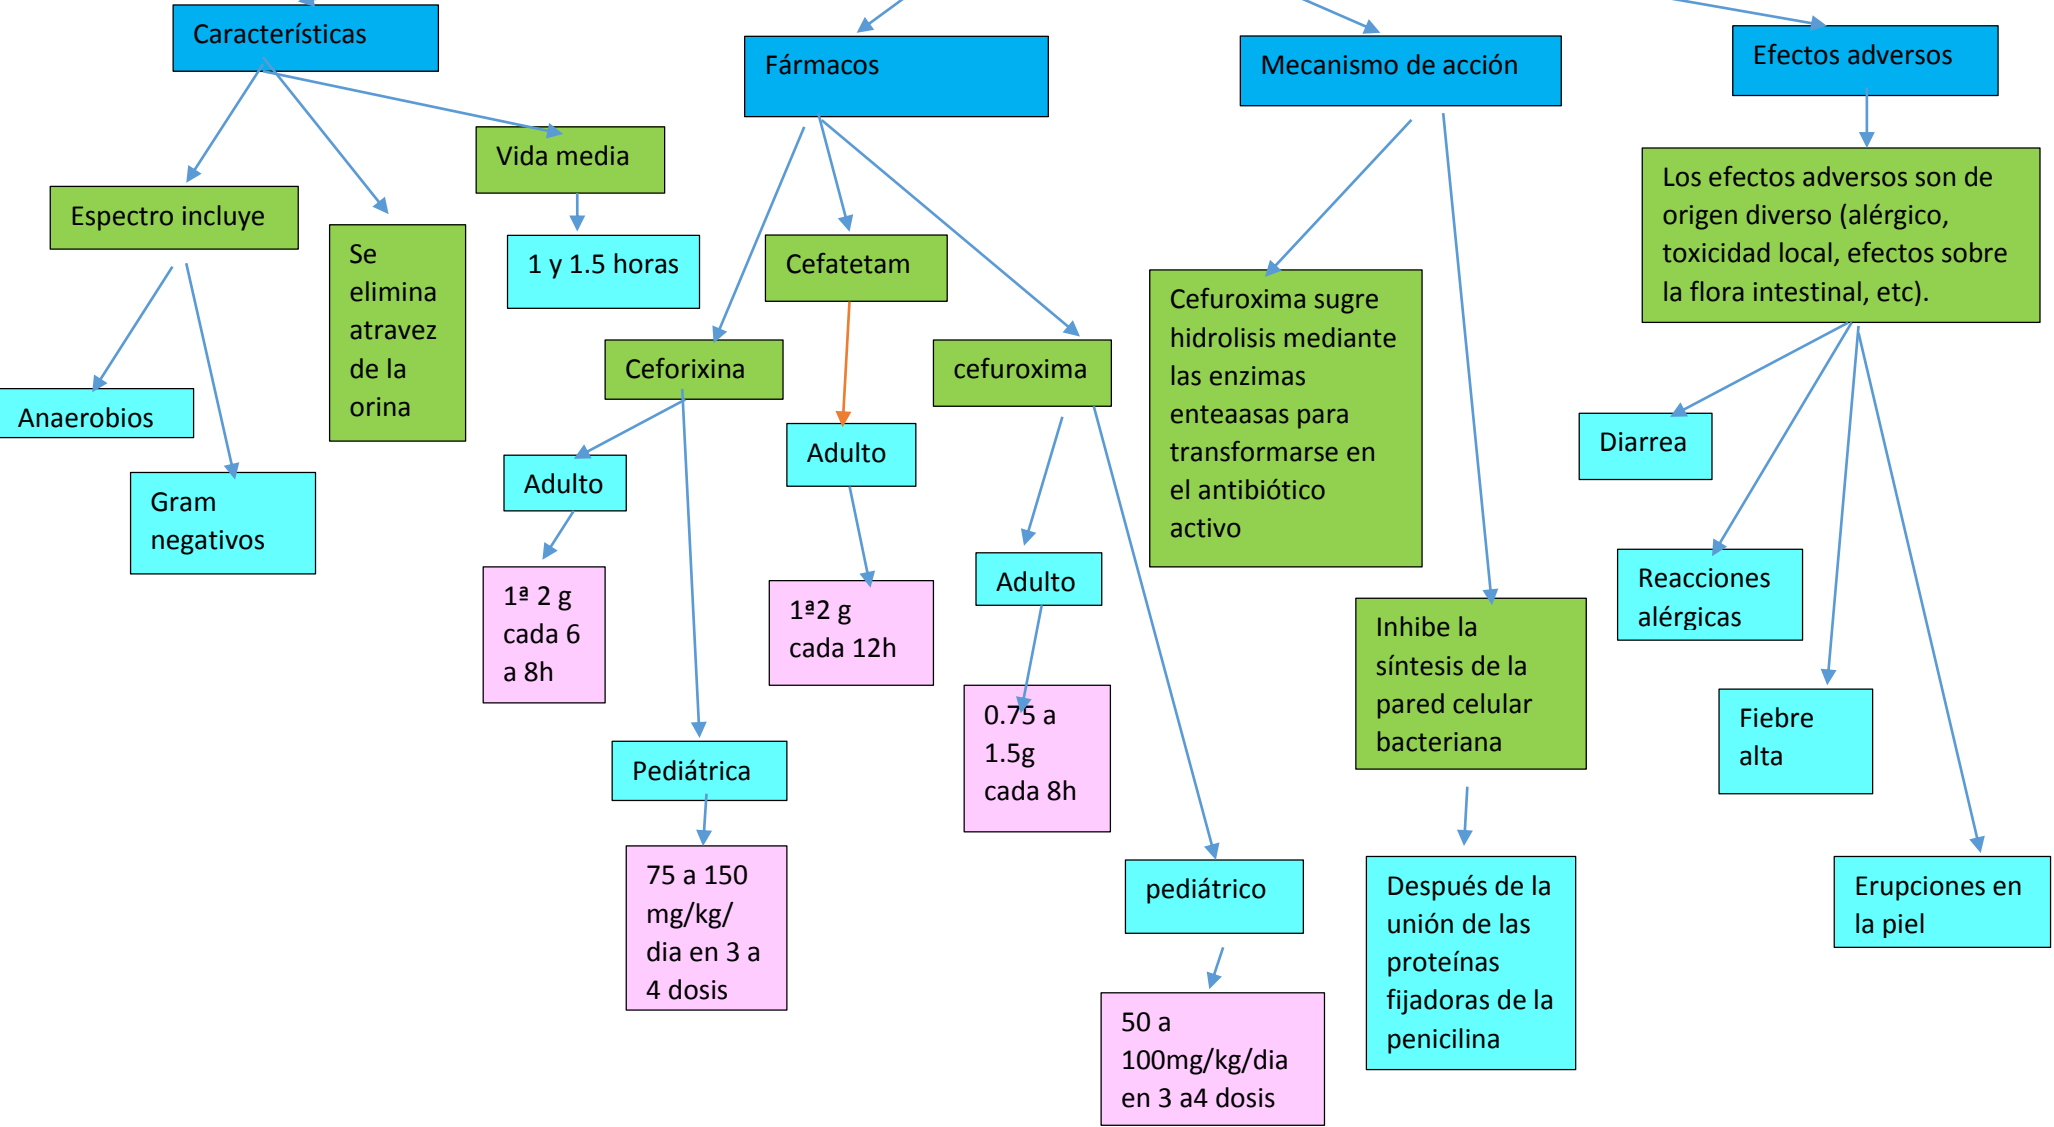 Características
Fármacos
Mecanismo de acción
Efectos adversos
Vida media
Espectro incluye
Se
elimina
atravez
de la
orina
1 y 1.5 horas
Anaerobios
Gram
negativos
Cefatetam
Ceforixina
cefuroxima
Adulto
1ª 2 g
cada 6
a 8h
Pediátrica
75 a 150
mg/kg/
dia en 3 a
4 dosis
Adulto
1ª2 g
cada 12h
Adulto
0.75 a
1.5g
cada 8h
pediátrico
50 a
100mg/kg/dia
en 3 a4 dosis
Cefuroxima sugre
hidrolisis mediante
las enzimas
enteaasas para
transformarse en
el antibiótico
activo
Inhibe la
síntesis de la
pared celular
bacteriana
Después de la
unión de las
proteínas
fijadoras de la
penicilina
Los efectos adversos son de
origen diverso (alérgico,
toxicidad local, efectos sobre
la flora intestinal, etc).
Diarrea
Reacciones
alérgicas
Fiebre
alta
Erupciones en
la piel